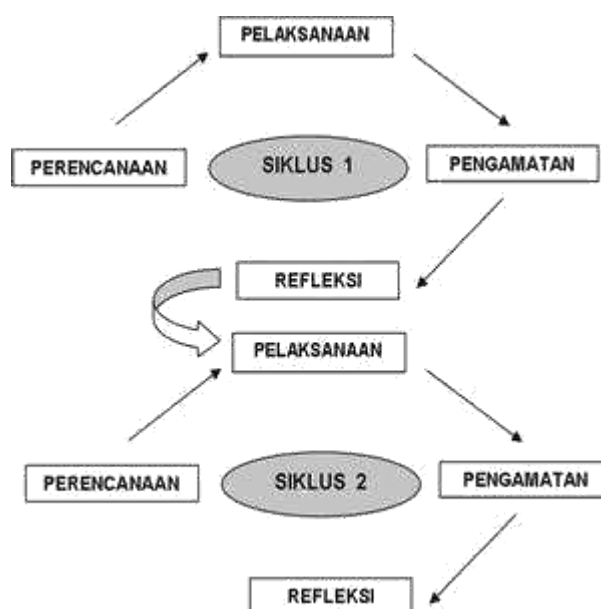 PELAKSANAAN
PERENCANAAN
SIKLUS 1
PENGAMATAN
REFLEKSI
PELAKSANAAN
PERENCANAAN
SIKLUS 2
PENGAMATAN
REFLEKSI